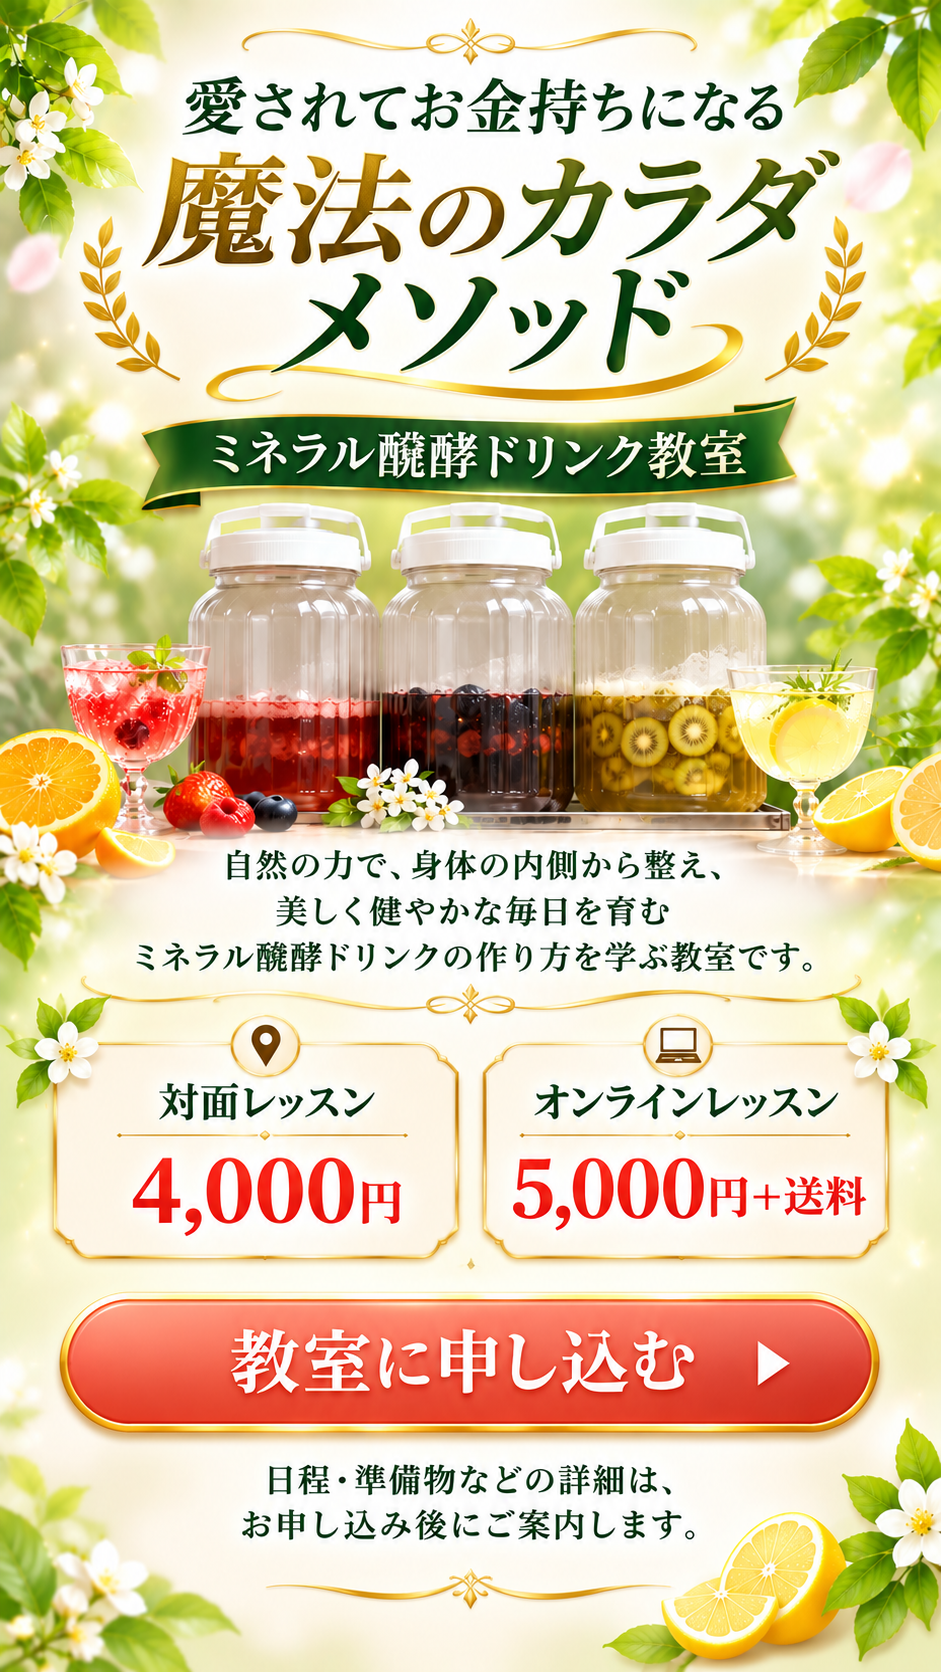 愛されてお金持ちになる
魔法のカラダ
メソッド
ミネラル醗酵ドリンク教室
自然の力で、身体の内側から整え、
美しく健やかな毎日を育む
ミネラル醗酵ドリンクの作り方を学ぶ教室です。
対面レッスン
4,000円
オンラインレッスン
5,000円+送料
教室に申し込む
日程・準備物などの詳細は、
お申し込み後にご案内します。